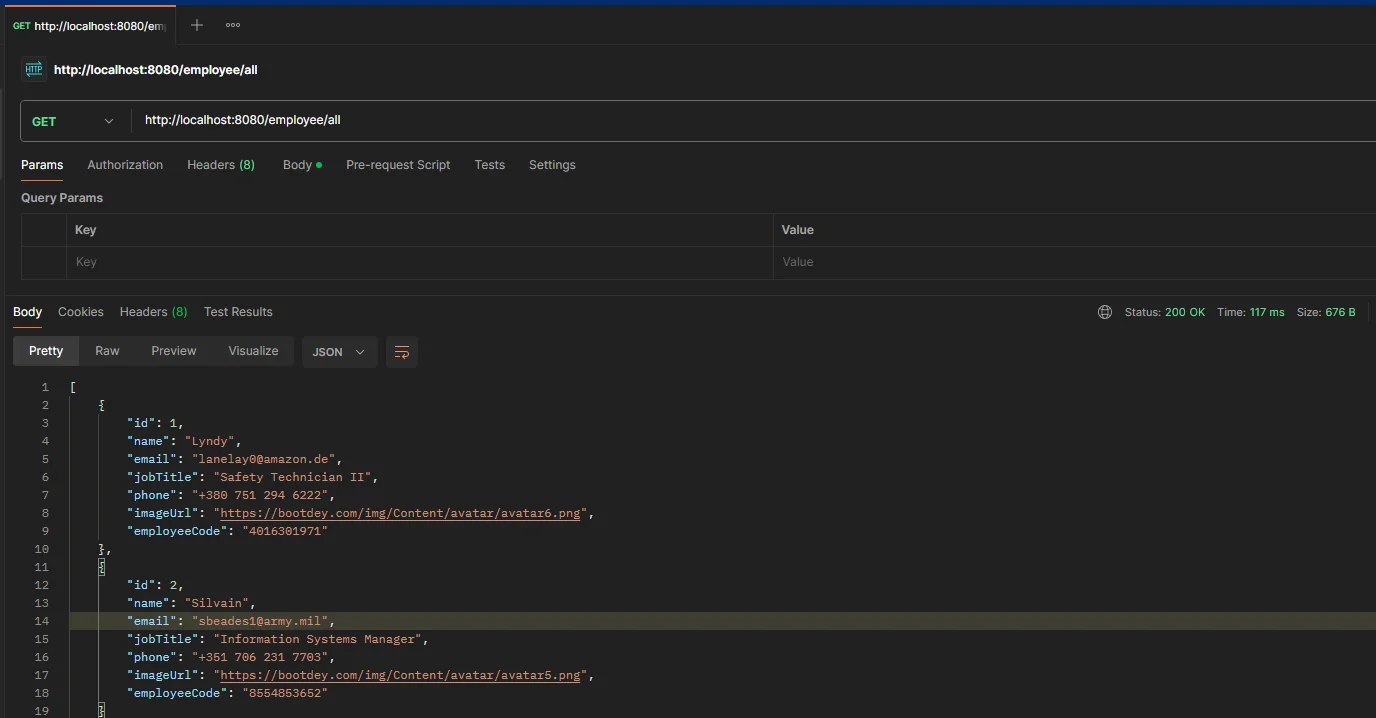 GET http://localhost:8080/em
http://localhost:8080/employee/all
GET http://localhost:8080/employee/all
Params Authorization Headers (8) Body Pre-request Script Tests Settings
Query Params
Key Value
Key Value
Body Cookies Headers (8) Test Results Status: 200 OK Time: 117 ms Size: 676 B
Pretty Raw Preview Visualize JSON
1 [
2 {
3 "id": 1,
4 "name": "Lyndy",
5 "email": "lanelay0@amazon.de",
6 "jobTitle": "Safety Technician II",
7 "phone": "+380 751 294 6222",
8 "imageUrl": "https://bootdey.com/img/Content/avatar/avatar6.png",
9 "employeeCode": "4016301971"
10 },
11 {
12 "id": 2,
13 "name": "Silvain",
14 "email": "sbeades1@army.mil",
15 "jobTitle": "Information Systems Manager",
16 "phone": "+351 706 231 7703",
17 "imageUrl": "https://bootdey.com/img/Content/avatar/avatar5.png",
18 "employeeCode": "8554853652"
19 }